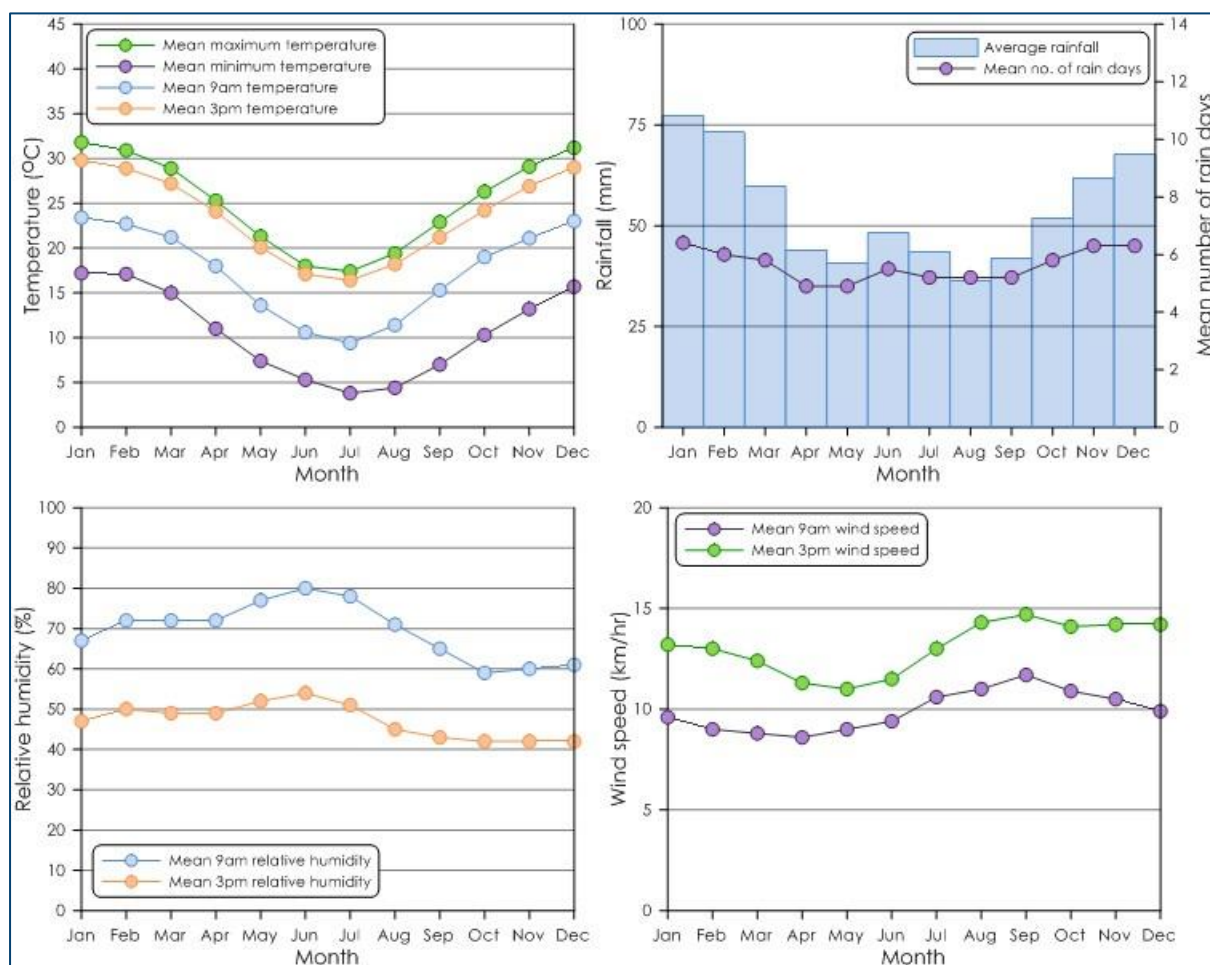 45
40
35
30
25
20
15
10
5
0
Temperature (ºC)
Mean maximum temperature
Mean minimum temperature
Mean 9am temperature
Mean 3pm temperature
Jan Feb Mar Apr May Jun Jul Aug Sep Oct Nov Dec
Month
100
75
50
25
0
Rainfall (mm)
Average rainfall
Mean no. of rain days
14
12
10
8
6
4
2
0
Mean number of rain days
Jan Feb Mar Apr May Jun Jul Aug Sep Oct Nov Dec
Month
100
90
80
70
60
50
40
30
20
10
0
Relative humidity (%)
Mean 9am relative humidity
Mean 3pm relative humidity
Jan Feb Mar Apr May Jun Jul Aug Sep Oct Nov Dec
Month
20
15
10
5
0
Wind speed (km/hr)
Mean 9am wind speed
Mean 3pm wind speed
Jan Feb Mar Apr May Jun Jul Aug Sep Oct Nov Dec
Month